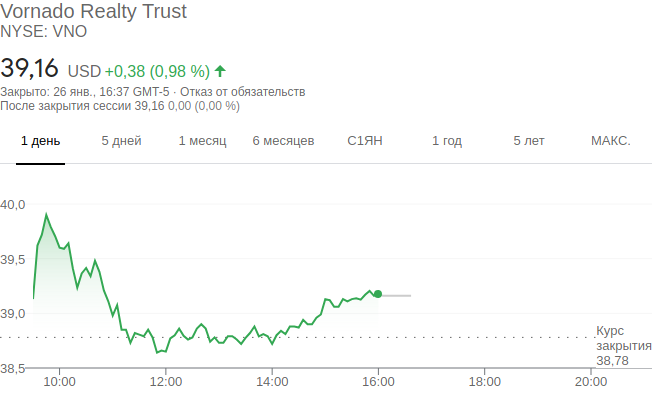 Vornado Realty Trust
NYSE: VNO
39,16 USD +0,38 (0,98 %)
Закрыто: 26 янв., 16:37 GMT-5 · Отказ от обязательств
После закрытия сессии 39,16 0,00 (0,00 %)
1 день 5 дней 1 месяц 6 месяцев С1ЯН 1 год 5 лет МАКС.
40,0
39,5
39,0
Курс
закрытия
38,78
38,5
10:00 12:00 14:00 16:00 18:00 20:00